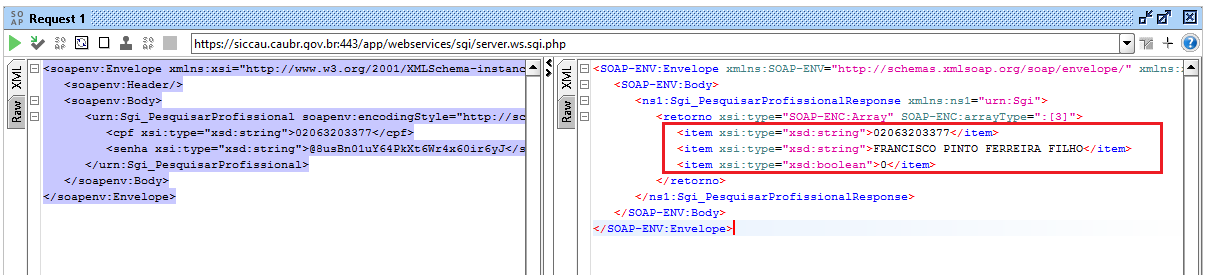 SO AP Request 1
https://siccau.caubr.gov.br:443/app/webservices/sqi/server.ws.sqi.php
XML
Raw
<soapenv:Envelope xmlns:xsi="http://www.w3.org/2001/XMLSchema-instanc
<soapenv:Header/>
<soapenv:Body>
<urn:Sgi_PesquisarProfissional soapenv:encodingStyle="http://sc
<cpf xsi:type="xsd:string">02063203377</cpf>
<senha xsi:type="xsd:string">@8usBn01uY64PkXt6Wr4x60ir6yJ</s
</urn:Sgi_PesquisarProfissional>
</soapenv:Body>
</soapenv:Envelope>
XML
Raw
<SOAP-ENV:Envelope xmlns:SOAP-ENV="http://schemas.xmlsoap.org/soap/envelope/" xmlns:
<SOAP-ENV:Body>
<ns1:Sgi_PesquisarProfissionalResponse xmlns:ns1="urn:Sgi">
<retorno xsi:type="SOAP-ENC:Array" SOAP-ENC:arrayType=":[3]">
<item xsi:type="xsd:string">02063203377</item>
<item xsi:type="xsd:string">FRANCISCO PINTO FERREIRA FILHO</item>
<item xsi:type="xsd:boolean">0</item>
</retorno>
</ns1:Sgi_PesquisarProfissionalResponse>
</SOAP-ENV:Body>
</SOAP-ENV:Envelope>